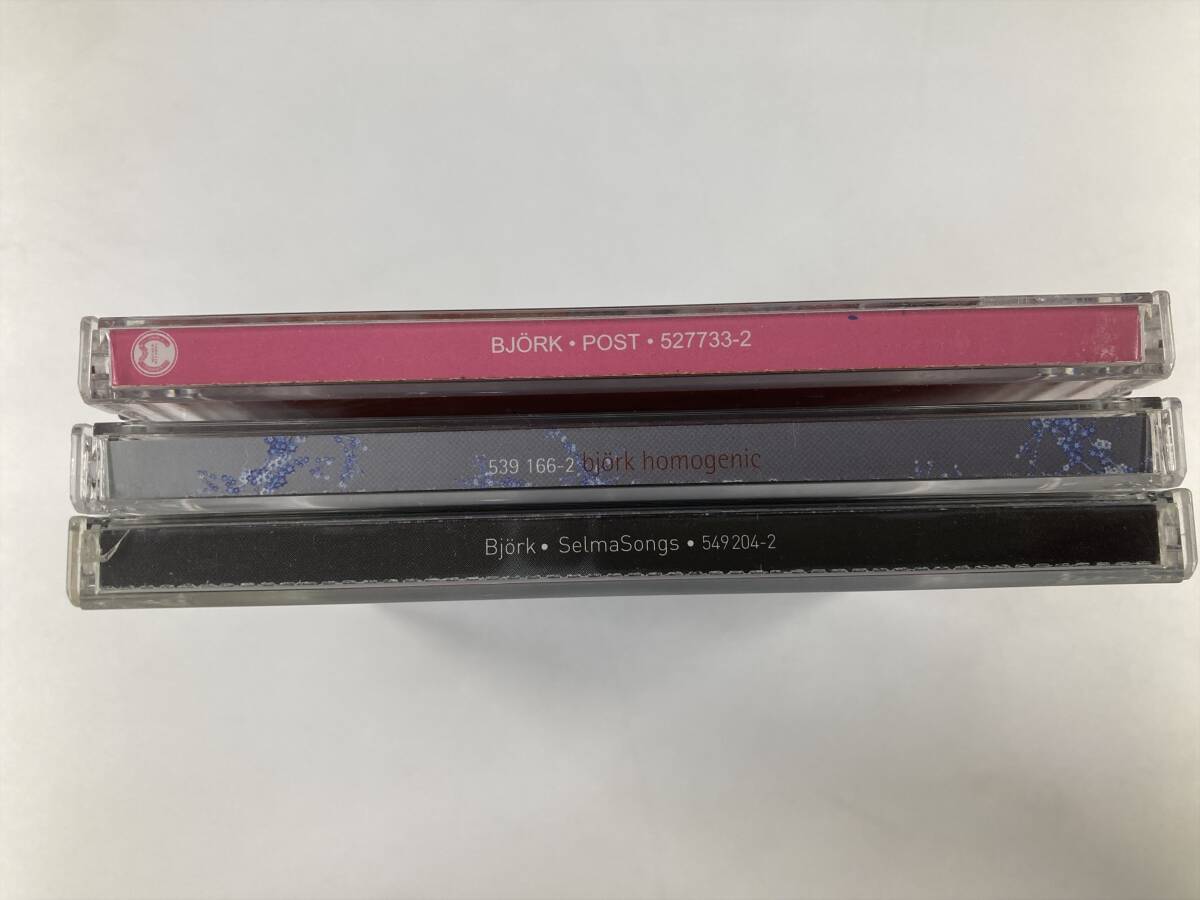 BJÖRK • POST • 527733-2
539 166-2 björk homogenic
Björk • SelmaSongs • 549204-2